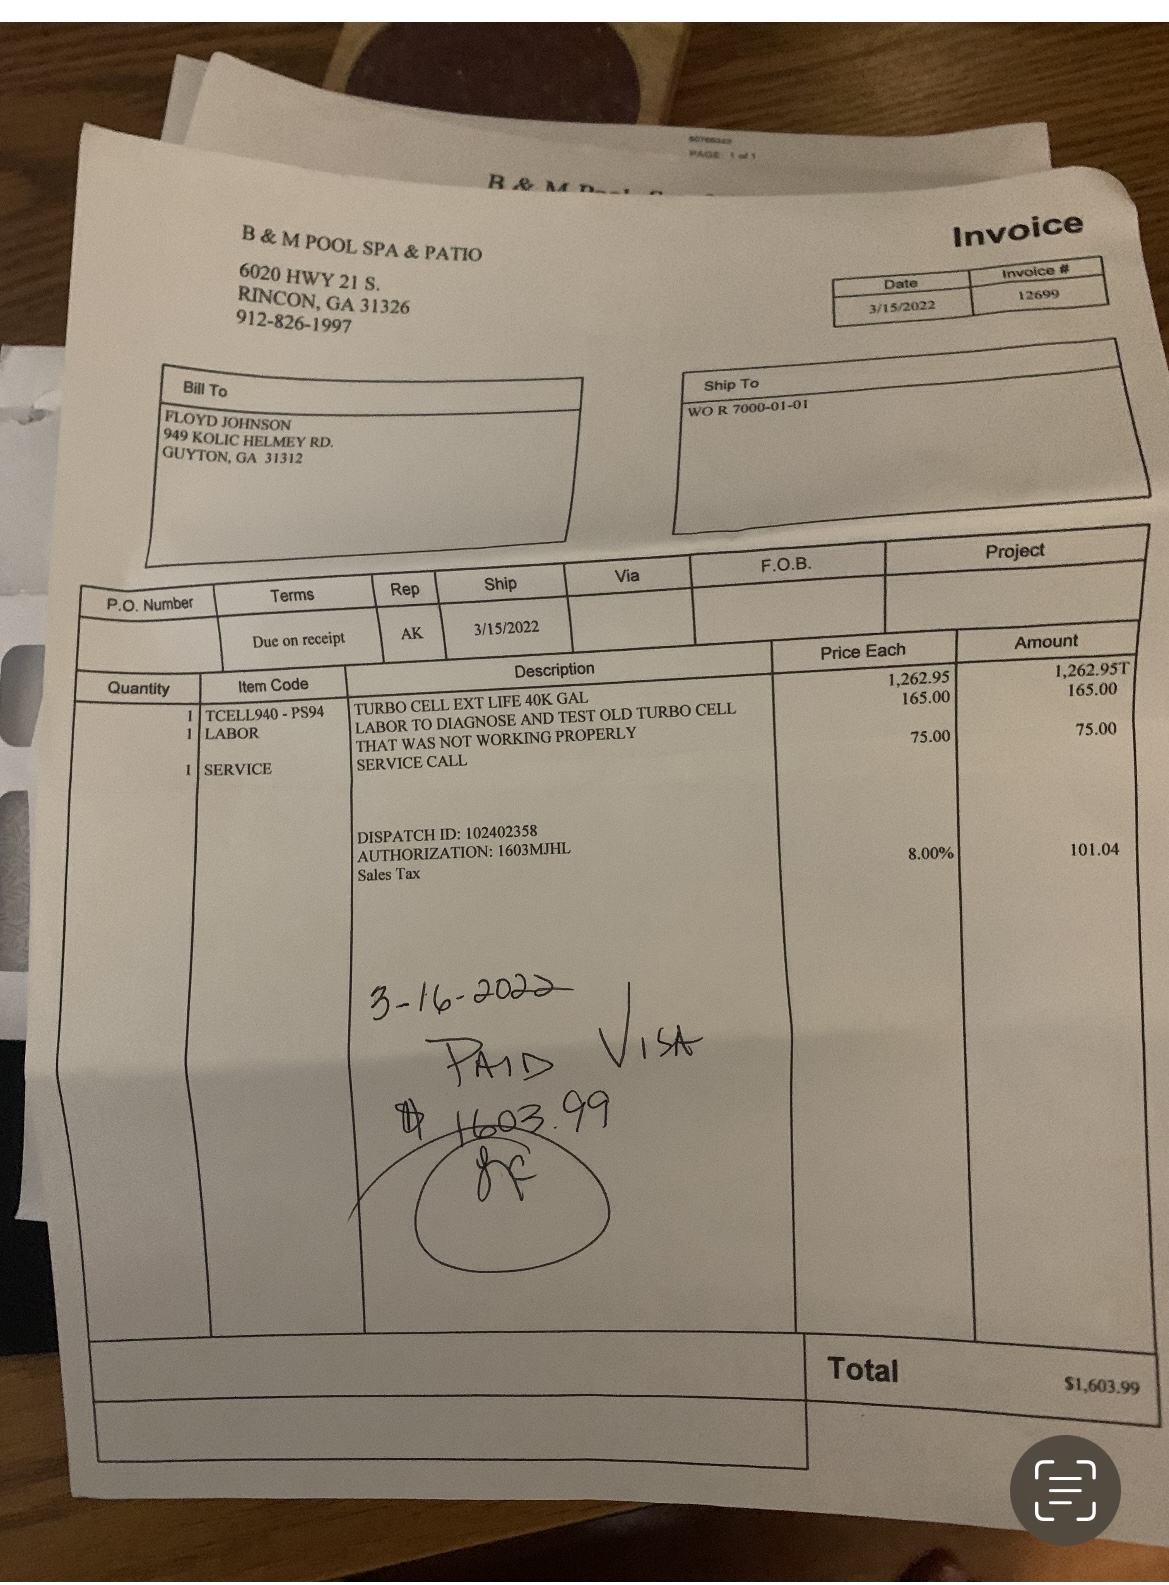 PAGE: 1 of 1
B & M Pool
B & M POOL SPA & PATIO
6020 HWY 21 S.
RINCON, GA 31326
912-826-1997
Invoice
Date Invoice #
3/15/2022 12699
Bill To
FLOYD JOHNSON
949 KOLIC HELMEY RD.
GUYTON, GA 31312
Ship To
WO R 7000-01-01
P.O. Number Terms Rep Ship Via F.O.B. Project
Due on receipt AK 3/15/2022
Quantity Item Code Description Price Each Amount
1 TCELL940 - PS94 TURBO CELL EXT LIFE 40K GAL 1,262.95 1,262.95T
1 LABOR LABOR TO DIAGNOSE AND TEST OLD TURBO CELL 165.00 165.00
THAT WAS NOT WORKING PROPERLY
1 SERVICE SERVICE CALL 75.00 75.00
DISPATCH ID: 102402358
AUTHORIZATION: 1603MJHL
Sales Tax 8.00% 101.04
3-16-2022
PAID VISA
$ 1603.99
Total $1,603.99